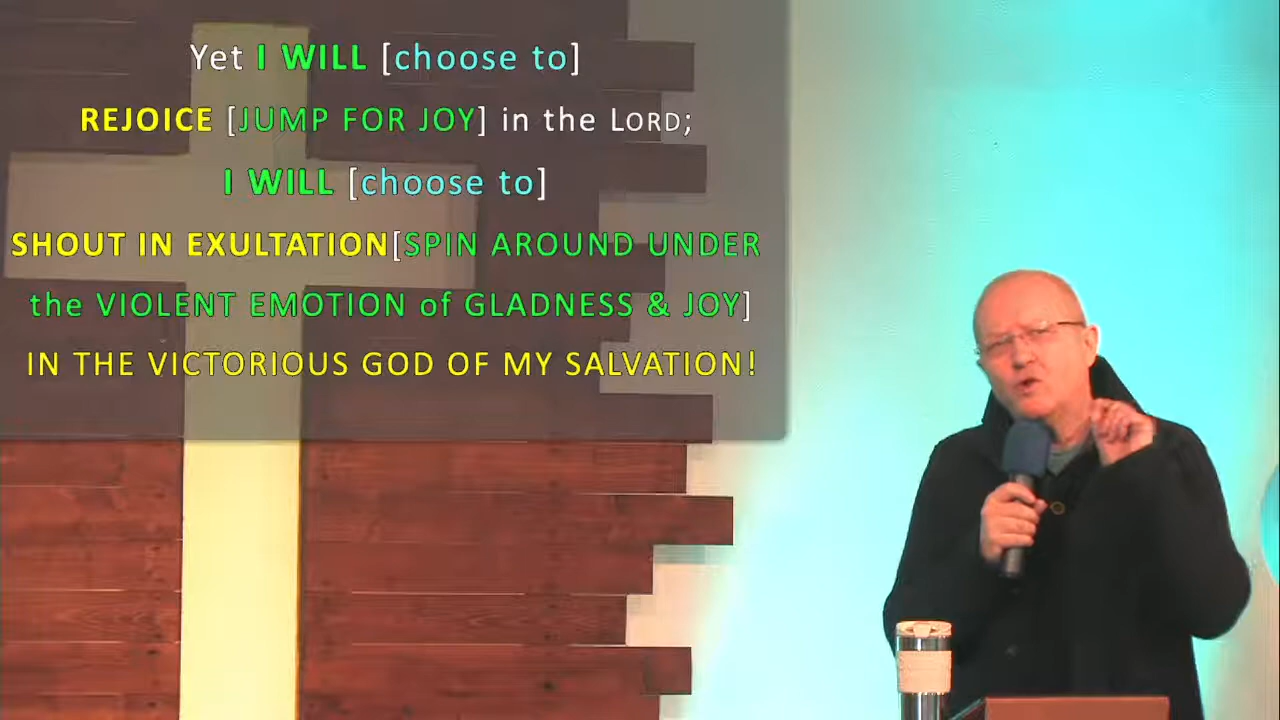 Yet I WILL [choose to]
REJOICE [JUMP FOR JOY] in the LORD;
I WILL [choose to]
SHOUT IN EXULTATION[SPIN AROUND UNDER
the VIOLENT EMOTION of GLADNESS & JOY]
IN THE VICTORIOUS GOD OF MY SALVATION!